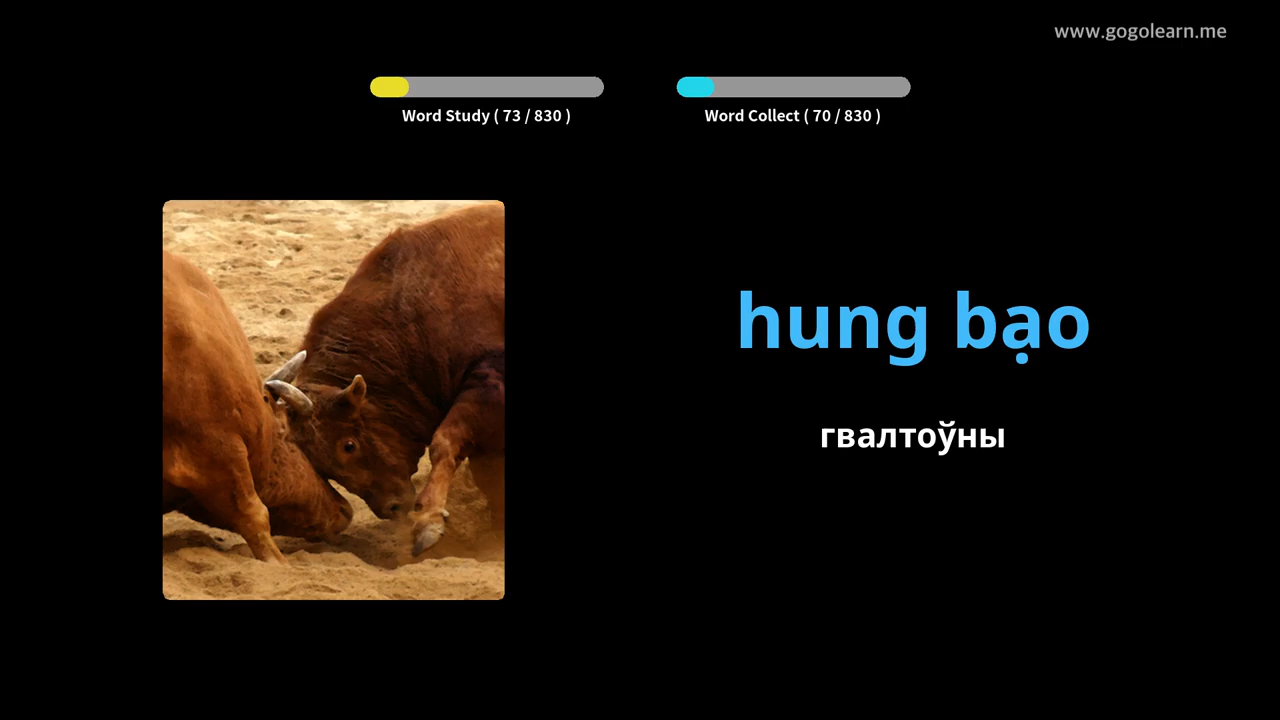 www.gogolearn.me
Word Study ( 73 / 830 )
Word Collect ( 70 / 830 )
hung bạo
гвалтоўны